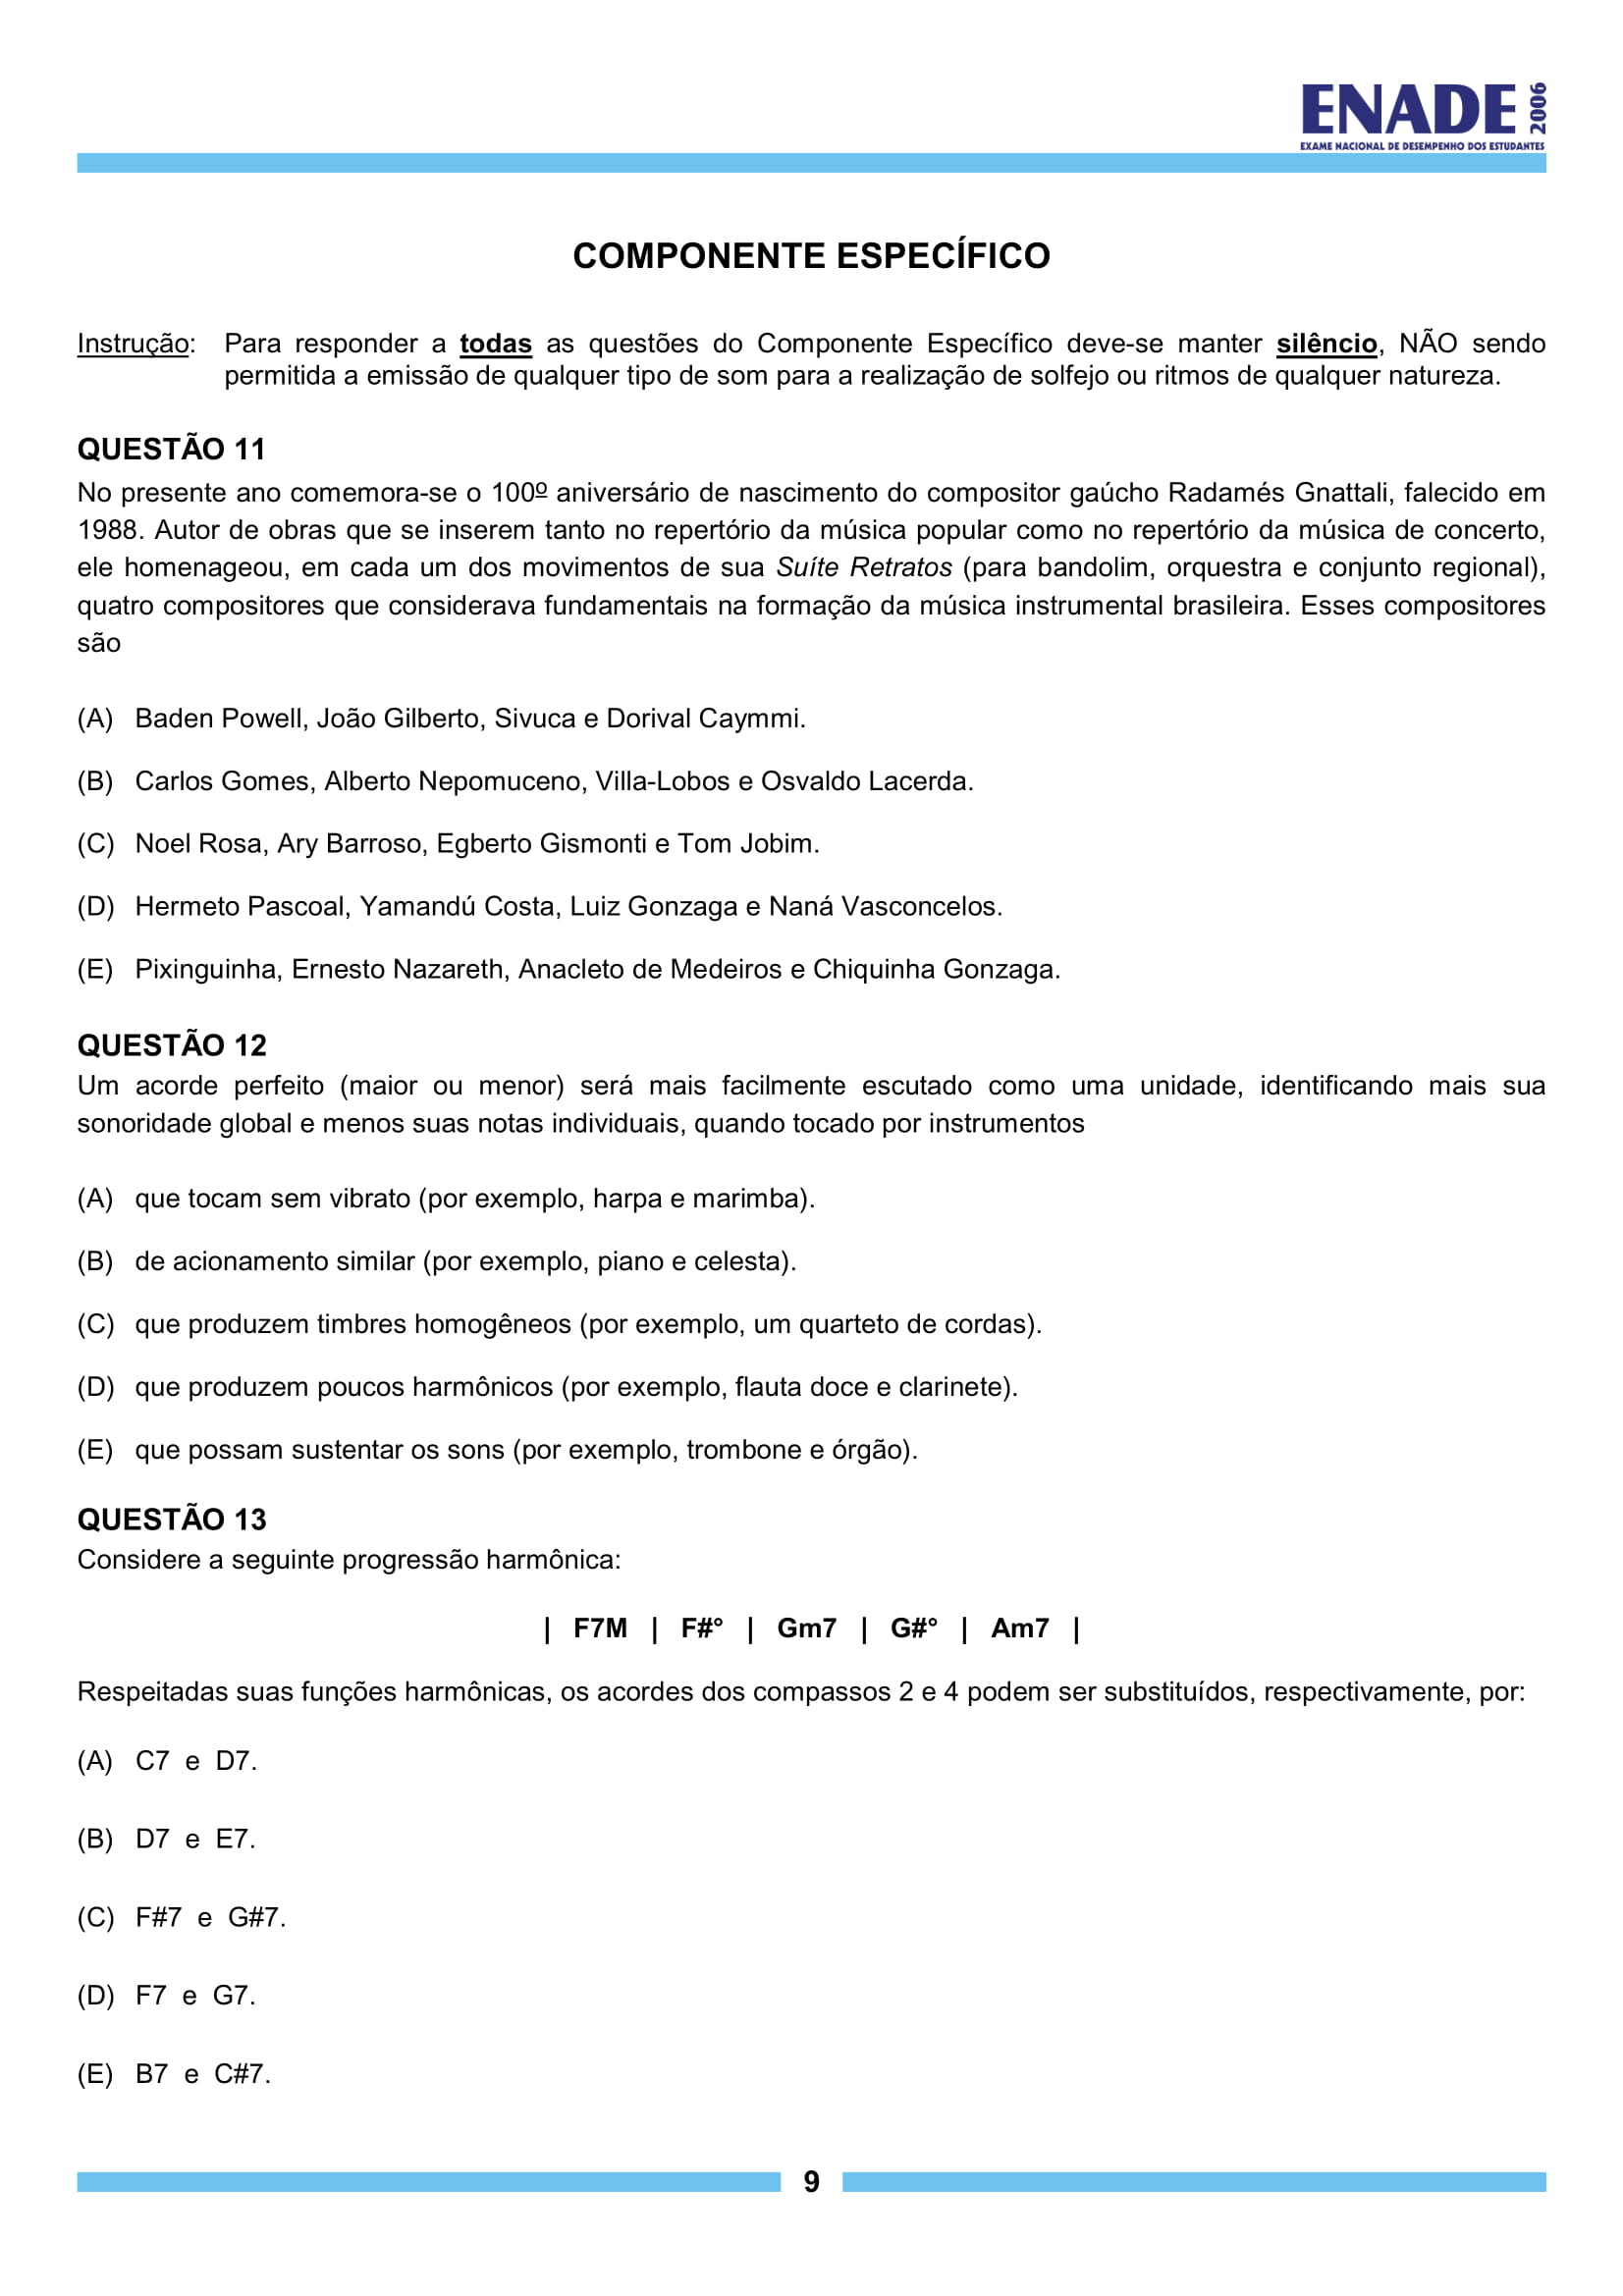 ENADE 2006
EXAME NACIONAL DE DESEMPENHO DOS ESTUDANTES
COMPONENTE ESPECÍFICO
Instrução: Para responder a todas as questões do Componente Específico deve-se manter silêncio, NÃO sendo
permitida a emissão de qualquer tipo de som para a realização de solfejo ou ritmos de qualquer natureza.
QUESTÃO 11
No presente ano comemora-se o 100º aniversário de nascimento do compositor gaúcho Radamés Gnattali, falecido em
1988. Autor de obras que se inserem tanto no repertório da música popular como no repertório da música de concerto,
ele homenageou, em cada um dos movimentos de sua Suíte Retratos (para bandolim, orquestra e conjunto regional),
quatro compositores que considerava fundamentais na formação da música instrumental brasileira. Esses compositores
são
(A) Baden Powell, João Gilberto, Sivuca e Dorival Caymmi.
(B) Carlos Gomes, Alberto Nepomuceno, Villa-Lobos e Osvaldo Lacerda.
(C) Noel Rosa, Ary Barroso, Egberto Gismonti e Tom Jobim.
(D) Hermeto Pascoal, Yamandú Costa, Luiz Gonzaga e Naná Vasconcelos.
(E) Pixinguinha, Ernesto Nazareth, Anacleto de Medeiros e Chiquinha Gonzaga.
QUESTÃO 12
Um acorde perfeito (maior ou menor) será mais facilmente escutado como uma unidade, identificando mais sua
sonoridade global e menos suas notas individuais, quando tocado por instrumentos
(A) que tocam sem vibrato (por exemplo, harpa e marimba).
(B) de acionamento similar (por exemplo, piano e celesta).
(C) que produzem timbres homogêneos (por exemplo, um quarteto de cordas).
(D) que produzem poucos harmônicos (por exemplo, flauta doce e clarinete).
(E) que possam sustentar os sons (por exemplo, trombone e órgão).
QUESTÃO 13
Considere a seguinte progressão harmônica:
| F7M | F#° | Gm7 | G#° | Am7 |
Respeitadas suas funções harmônicas, os acordes dos compassos 2 e 4 podem ser substituídos, respectivamente, por:
(A) C7 e D7.
(B) D7 e E7.
(C) F#7 e G#7.
(D) F7 e G7.
(E) B7 e C#7.
9